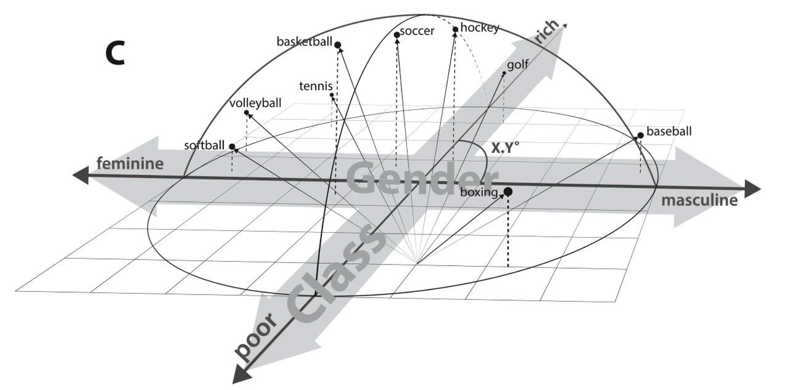 C
rich
basketball
soccer
hockey
golf
tennis
volleyball
softball
baseball
X.Y°
feminine
Gender
boxing
masculine
Class
poor